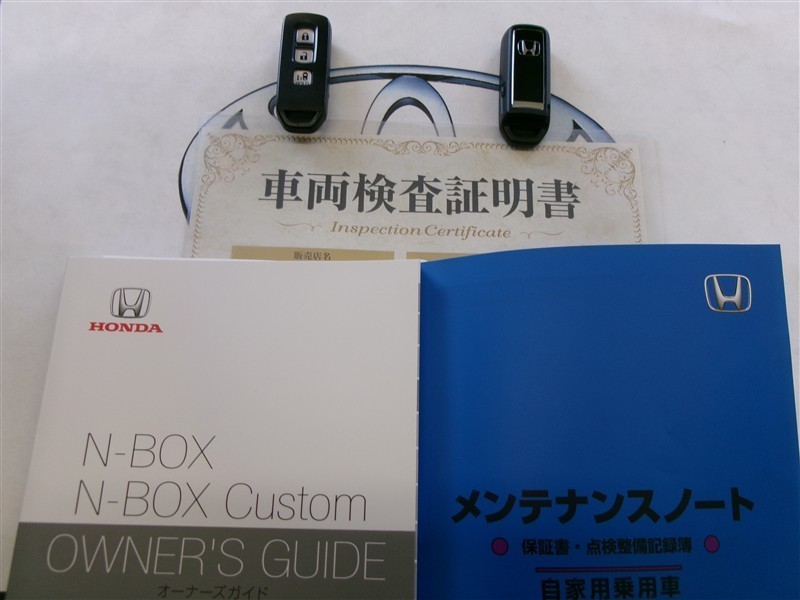 車両検査証明書
Inspection Certificate
販売店名
HONDA
N-BOX
N-BOX Custom
OWNER'S GUIDE
オーナーズガイド
メンテナンスノート
保証書・点検整備記録簿
自家用乗用車